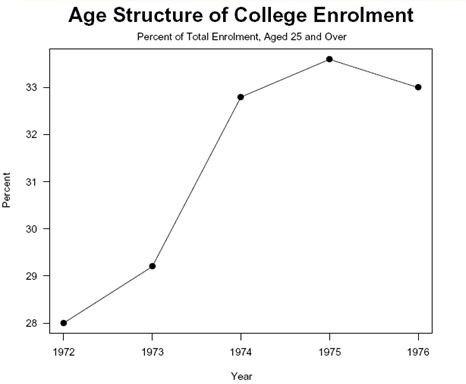 Age Structure of College Enrolment
Percent of Total Enrolment, Aged 25 and Over
33
32
31
30
29
28
Percent
1972 1973 1974 1975 1976
Year